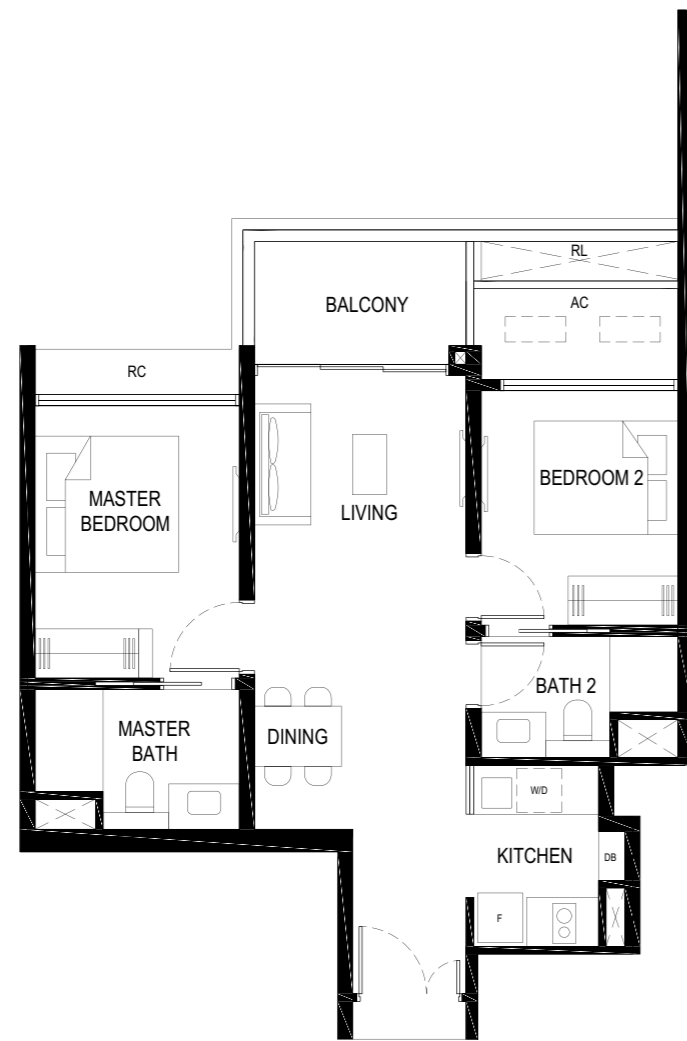 RL
BALCONY
AC
RC
BEDROOM 2
MASTER
BEDROOM
LIVING
BATH 2
MASTER
BATH
DINING
W/D
KITCHEN
DB
F